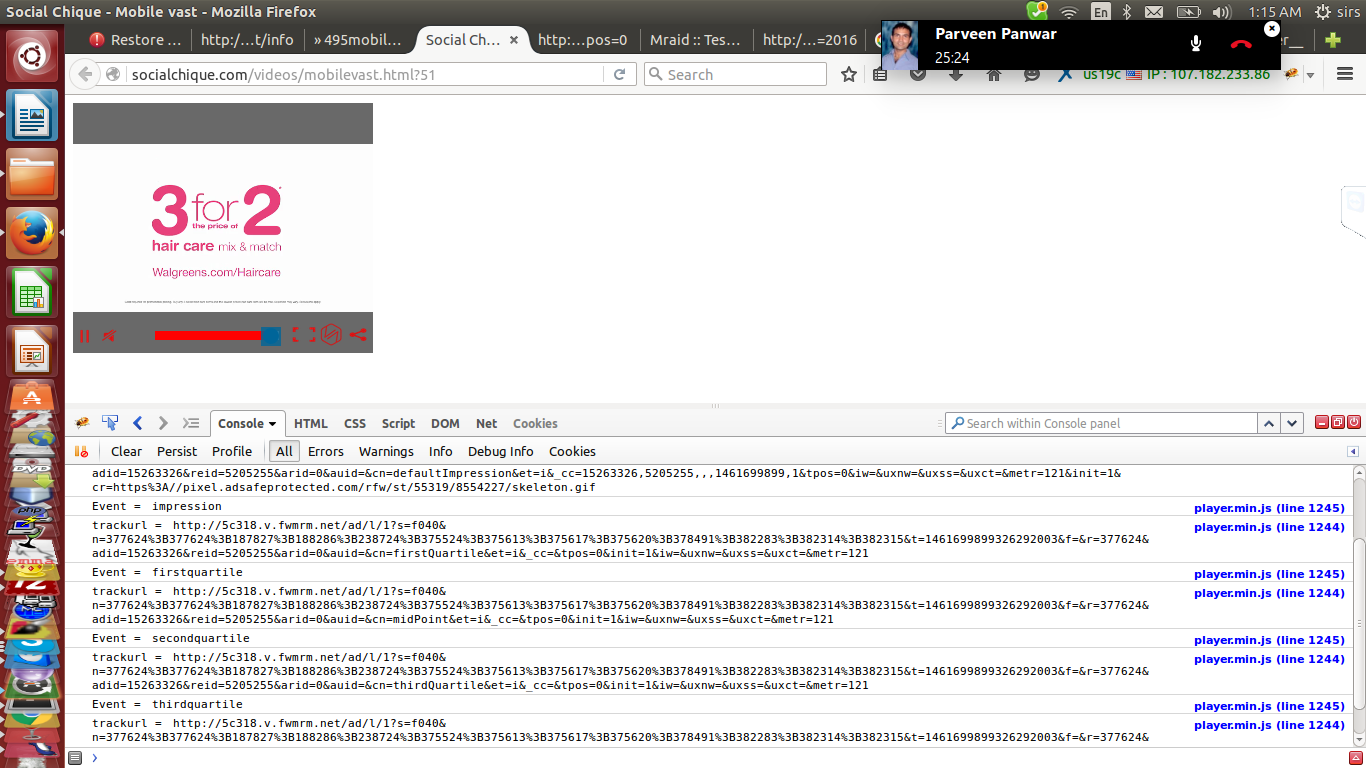 Social Chique - Mobile vast - Mozilla Firefox
En
1:15 AM
sirs
Restore ...
http:/...t/info
» 495mobil...
Social Ch...
http:...pos=0
Mraid :: Tes...
http:/...=2016
Parveen Panwar
25:24
socialchique.com/videos/mobilevast.html?51
Search
us19c
IP : 107.182.233.86
3 for 2
the price of
hair care mix & match
Walgreens.com/Haircare
Console
HTML
CSS
Script
DOM
Net
Cookies
Search within Console panel
Clear
Persist
Profile
All
Errors
Warnings
Info
Debug Info
Cookies
adid=15263326&reid=5205255&arid=0&auid=&cn=defaultImpression&et=i&_cc=15263326,5205255,,,1461699899,1&tpos=0&iw=&uxnw=&uxss=&uxct=&metr=121&init=1&
cr=https%3A//pixel.adsafeprotected.com/rfw/st/55319/8554227/skeleton.gif
Event = impression
player.min.js (line 1245)
trackurl = http://5c318.v.fwmrm.net/ad/l/1?s=f040&
player.min.js (line 1244)
n=377624%3B377624%3B187827%3B188286%3B238724%3B375524%3B375613%3B375617%3B375620%3B378491%3B382283%3B382314%3B382315&t=1461699899326292003&f=&r=377624&
adid=15263326&reid=5205255&arid=0&auid=&cn=firstQuartile&et=i&_cc=&tpos=0&init=1&iw=&uxnw=&uxss=&uxct=&metr=121
Event = firstquartile
player.min.js (line 1245)
trackurl = http://5c318.v.fwmrm.net/ad/l/1?s=f040&
player.min.js (line 1244)
n=377624%3B377624%3B187827%3B188286%3B238724%3B375524%3B375613%3B375617%3B375620%3B378491%3B382283%3B382314%3B382315&t=1461699899326292003&f=&r=377624&
adid=15263326&reid=5205255&arid=0&auid=&cn=midPoint&et=i&_cc=&tpos=0&init=1&iw=&uxnw=&uxss=&uxct=&metr=121
Event = secondquartile
player.min.js (line 1245)
trackurl = http://5c318.v.fwmrm.net/ad/l/1?s=f040&
player.min.js (line 1244)
n=377624%3B377624%3B187827%3B188286%3B238724%3B375524%3B375613%3B375617%3B375620%3B378491%3B382283%3B382314%3B382315&t=1461699899326292003&f=&r=377624&
adid=15263326&reid=5205255&arid=0&auid=&cn=thirdQuartile&et=i&_cc=&tpos=0&init=1&iw=&uxnw=&uxss=&uxct=&metr=121
Event = thirdquartile
player.min.js (line 1245)
trackurl = http://5c318.v.fwmrm.net/ad/l/1?s=f040&
player.min.js (line 1244)
n=377624%3B377624%3B187827%3B188286%3B238724%3B375524%3B375613%3B375617%3B375620%3B378491%3B382283%3B382314%3B382315&t=1461699899326292003&f=&r=377624&